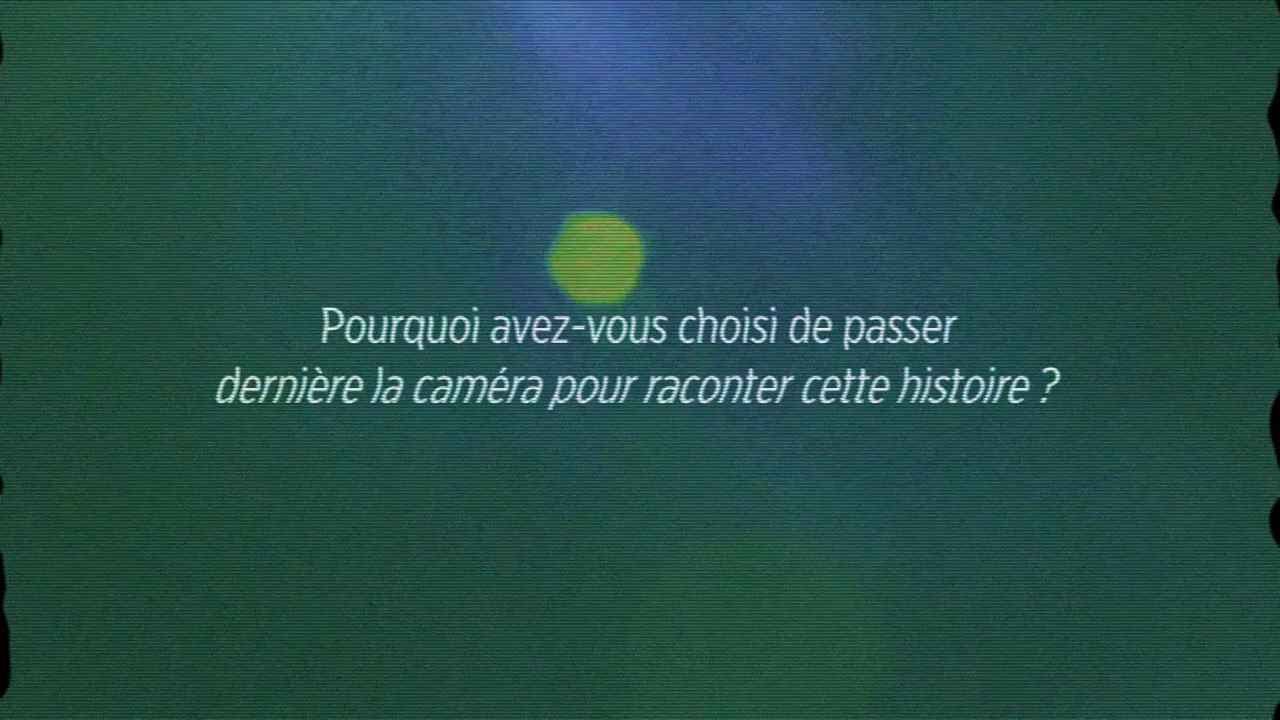 Pourquoi avez-vous choisi de passer
dernière la caméra pour raconter cette histoire ?